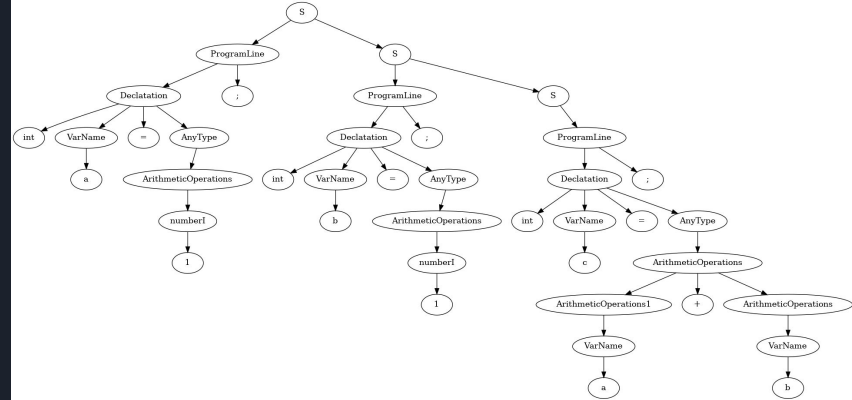 S
ProgramLine S
Declatation ; ProgramLine S
int VarName = AnyType Declatation ; ProgramLine
a ArithmeticOperations int VarName = AnyType Declatation ;
numberI b ArithmeticOperations int VarName = AnyType
1 numberI c ArithmeticOperations
1 ArithmeticOperations1 + ArithmeticOperations
VarName VarName
a b